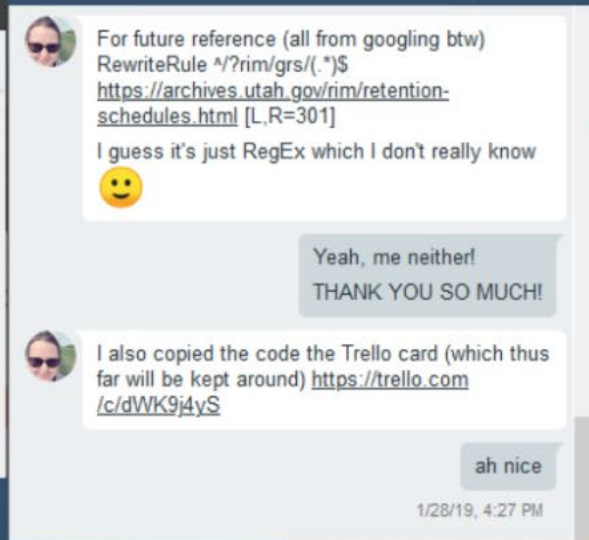 For future reference (all from googling btw)
RewriteRule ^/?rim/grs/(.*)$
https://archives.utah.gov/rim/retention-
schedules.html [L,R=301]
I guess it's just RegEx which I don't really know
Yeah, me neither!
THANK YOU SO MUCH!
I also copied the code the Trello card (which thus
far will be kept around) https://trello.com
/c/dWK9j4yS
ah nice
1/28/19, 4:27 PM